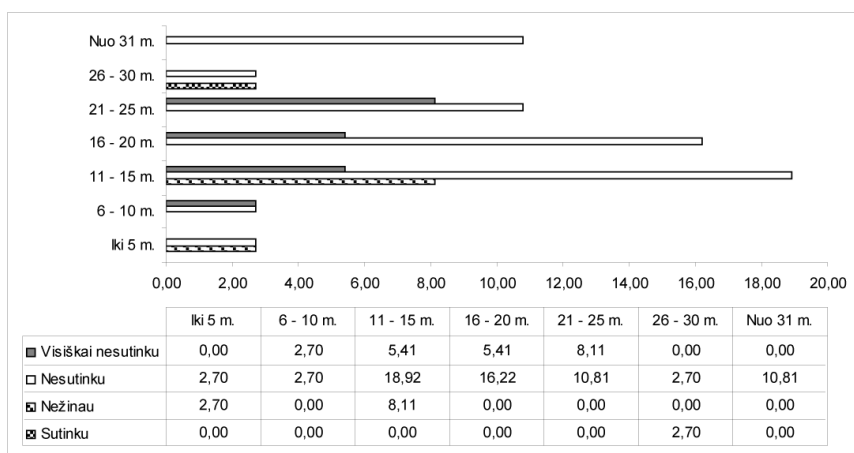 Nuo 31 m.
26 - 30 m.
21 - 25 m.
16 - 20 m.
11 - 15 m.
6 - 10 m.
Iki 5 m.
0,00 2,00 4,00 6,00 8,00 10,00 12,00 14,00 16,00 18,00 20,00
Iki 5 m. 6 - 10 m. 11 - 15 m. 16 - 20 m. 21 - 25 m. 26 - 30 m. Nuo 31 m.
Visiškai nesutinku 0,00 2,70 5,41 5,41 8,11 0,00 0,00
Nesutinku 2,70 2,70 18,92 16,22 10,81 2,70 10,81
Nežinau 2,70 0,00 8,11 0,00 0,00 0,00 0,00
Sutinku 0,00 0,00 0,00 0,00 0,00 2,70 0,00